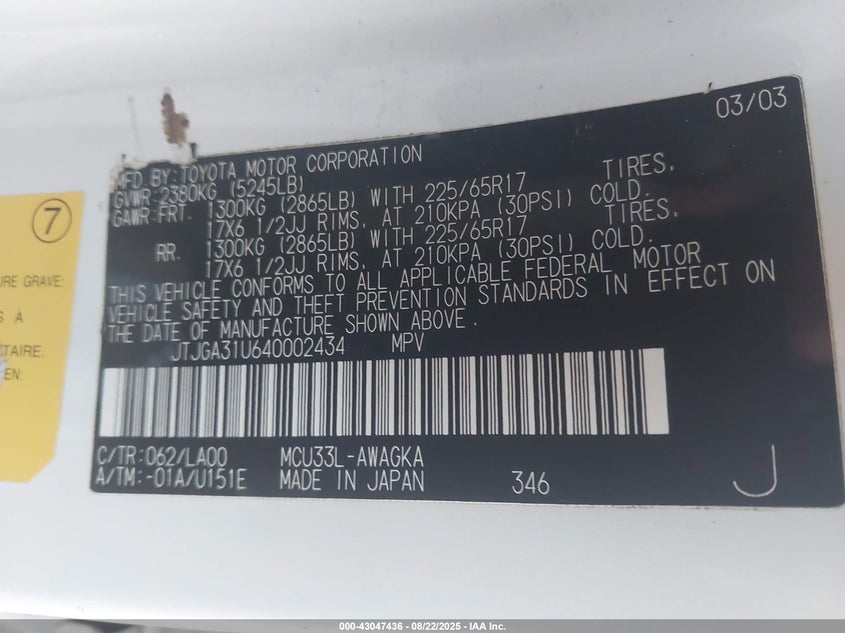 03/03
MFD BY: TOYOTA MOTOR CORPORATION
GVWR: 2380KG (5245LB)
GAWR: FRT. 1300KG (2865LB) WITH 225/65R17 TIRES,
17X6 1/2JJ RIMS, AT 210KPA (30PSI) COLD.
RR. 1300KG (2865LB) WITH 225/65R17 TIRES,
17X6 1/2JJ RIMS, AT 210KPA (30PSI) COLD.
THIS VEHICLE CONFORMS TO ALL APPLICABLE FEDERAL MOTOR
VEHICLE SAFETY AND THEFT PREVENTION STANDARDS IN EFFECT ON
THE DATE OF MANUFACTURE SHOWN ABOVE.
JTJGA31U640002434 MPV
C/TR: 062/LA00 MCU33L-AWAGKA
A/TM: -01A/U151E MADE IN JAPAN 346 J
7
URE GRAVE:
S À
TAIRE.
EN:
000-43047436 - 08/22/2025 - IAA Inc.